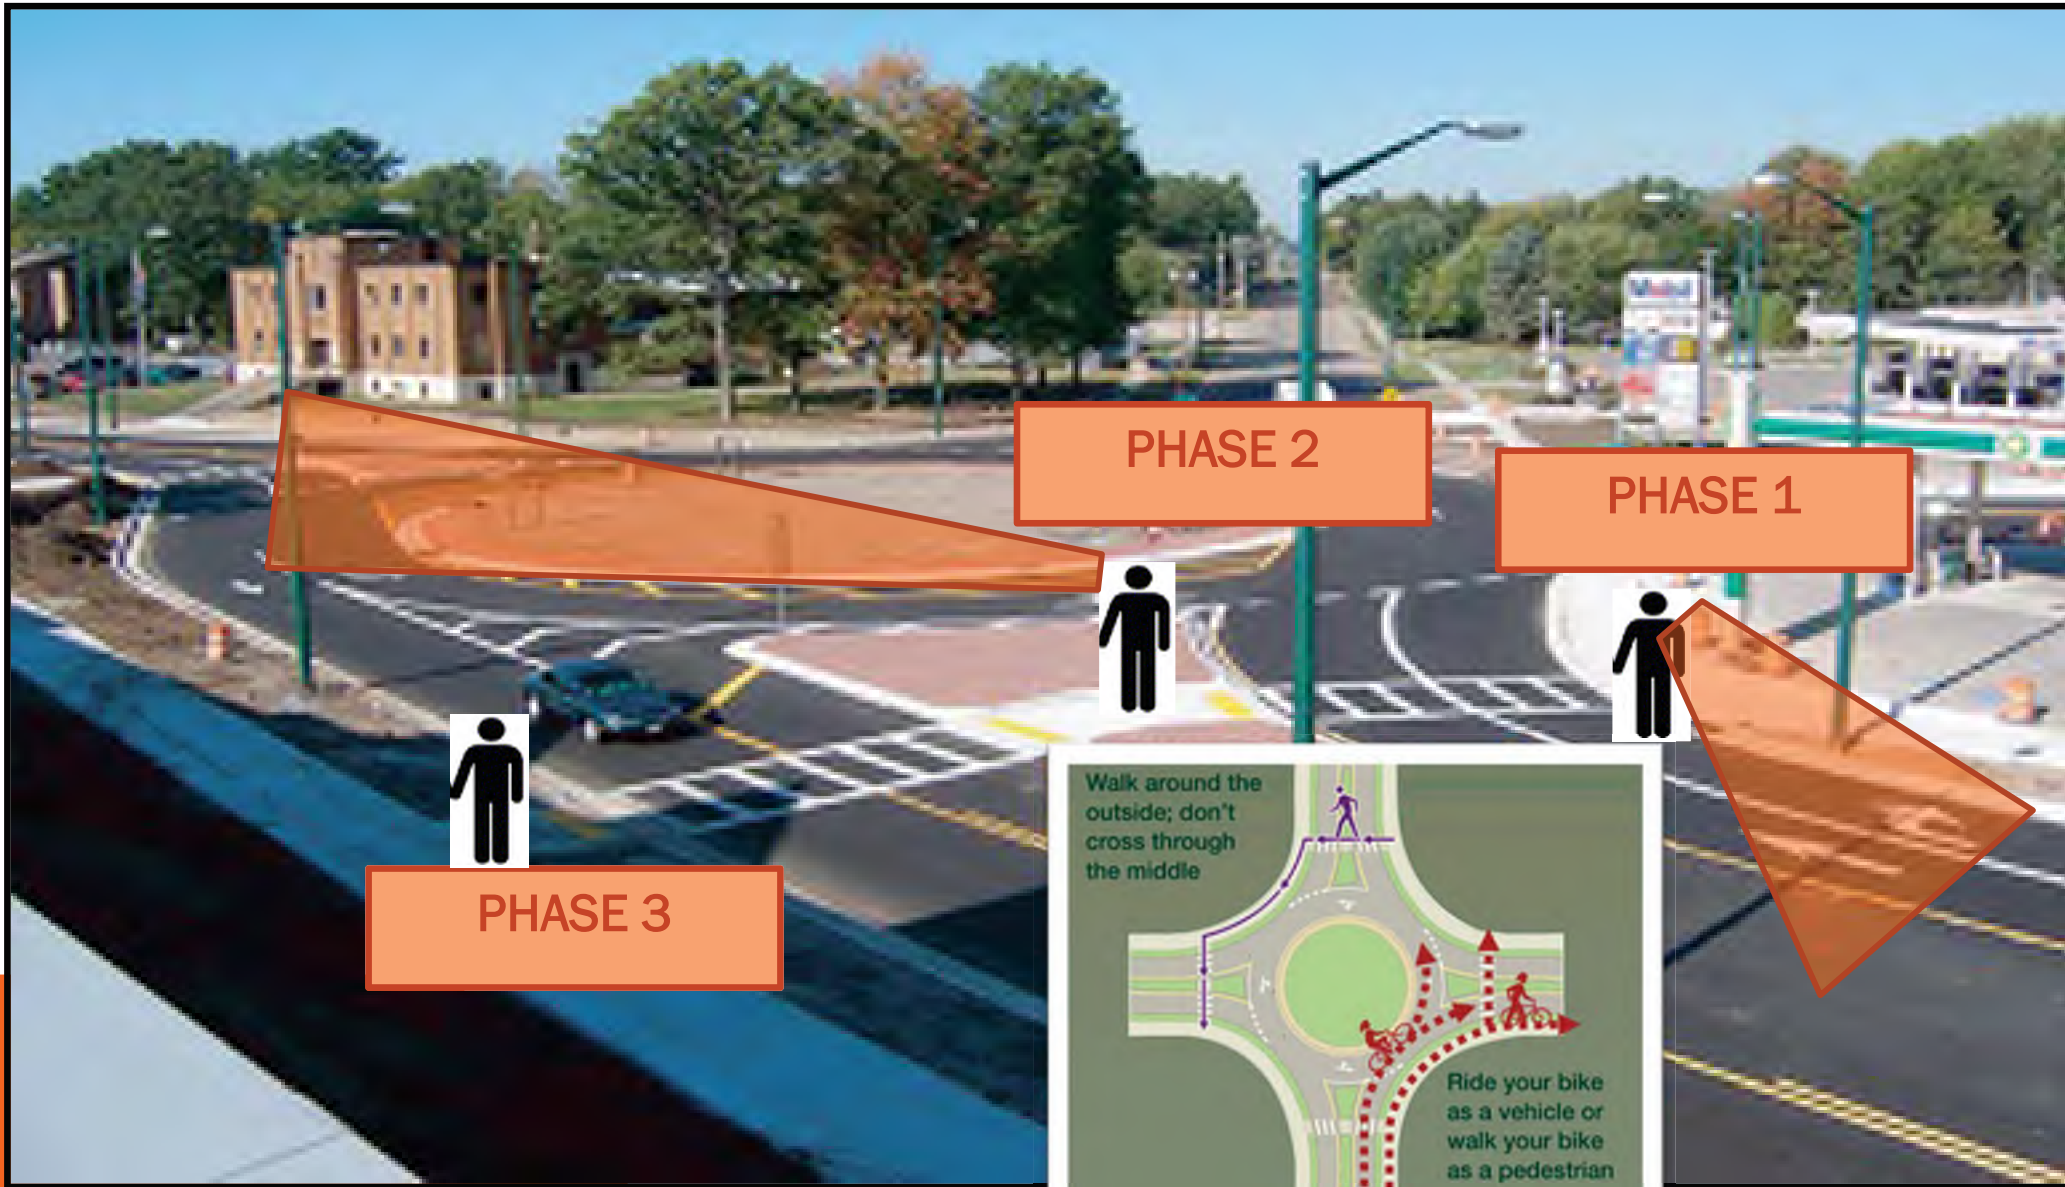 Mobil
PHASE 2
PHASE 1
PHASE 3
Walk around the
outside; don't
cross through
the middle
Ride your bike
as a vehicle or
walk your bike
as a pedestrian